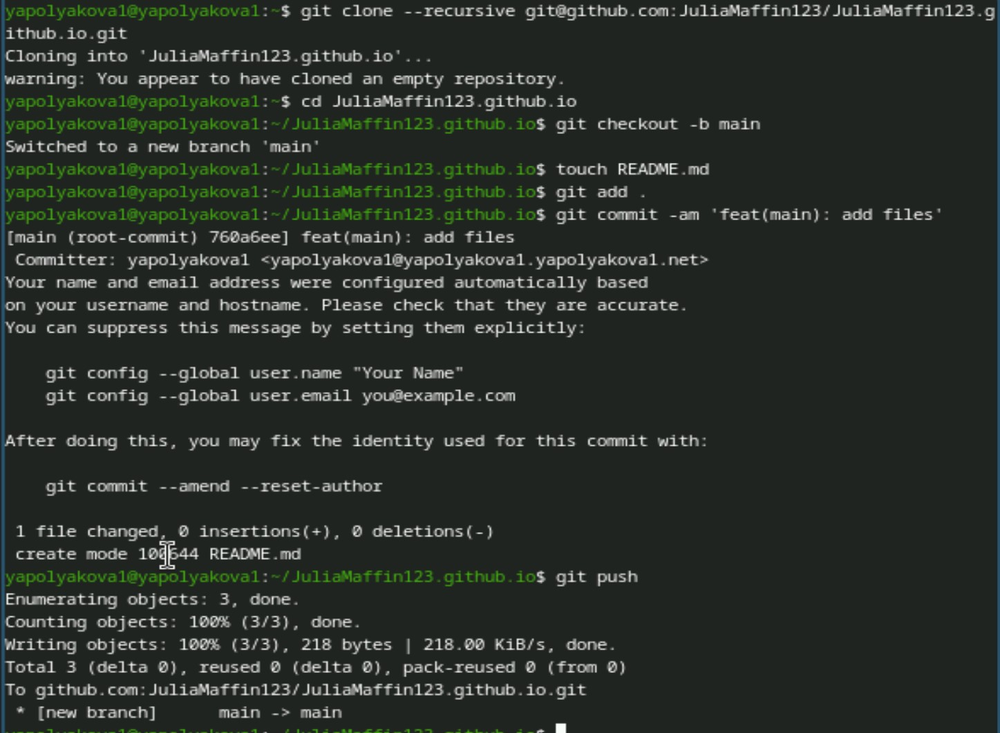 yapolyakova1@yapolyakova1:~$ git clone --recursive git@github.com:JuliaMaffin123/JuliaMaffin123.g
ithub.io.git
Cloning into 'JuliaMaffin123.github.io'...
warning: You appear to have cloned an empty repository.
yapolyakova1@yapolyakova1:~$ cd JuliaMaffin123.github.io
yapolyakova1@yapolyakova1:~/JuliaMaffin123.github.io$ git checkout -b main
Switched to a new branch 'main'
yapolyakova1@yapolyakova1:~/JuliaMaffin123.github.io$ touch README.md
yapolyakova1@yapolyakova1:~/JuliaMaffin123.github.io$ git add .
yapolyakova1@yapolyakova1:~/JuliaMaffin123.github.io$ git commit -am 'feat(main): add files'
[main (root-commit) 760a6ee] feat(main): add files
 Committer: yapolyakova1 <yapolyakova1@yapolyakova1.yapolyakova1.net>
Your name and email address were configured automatically based
on your username and hostname. Please check that they are accurate.
You can suppress this message by setting them explicitly:

    git config --global user.name "Your Name"
    git config --global user.email you@example.com

After doing this, you may fix the identity used for this commit with:

    git commit --amend --reset-author

 1 file changed, 0 insertions(+), 0 deletions(-)
 create mode 100644 README.md
yapolyakova1@yapolyakova1:~/JuliaMaffin123.github.io$ git push
Enumerating objects: 3, done.
Counting objects: 100% (3/3), done.
Writing objects: 100% (3/3), 218 bytes | 218.00 KiB/s, done.
Total 3 (delta 0), reused 0 (delta 0), pack-reused 0 (from 0)
To github.com:JuliaMaffin123/JuliaMaffin123.github.io.git
 * [new branch]      main -> main